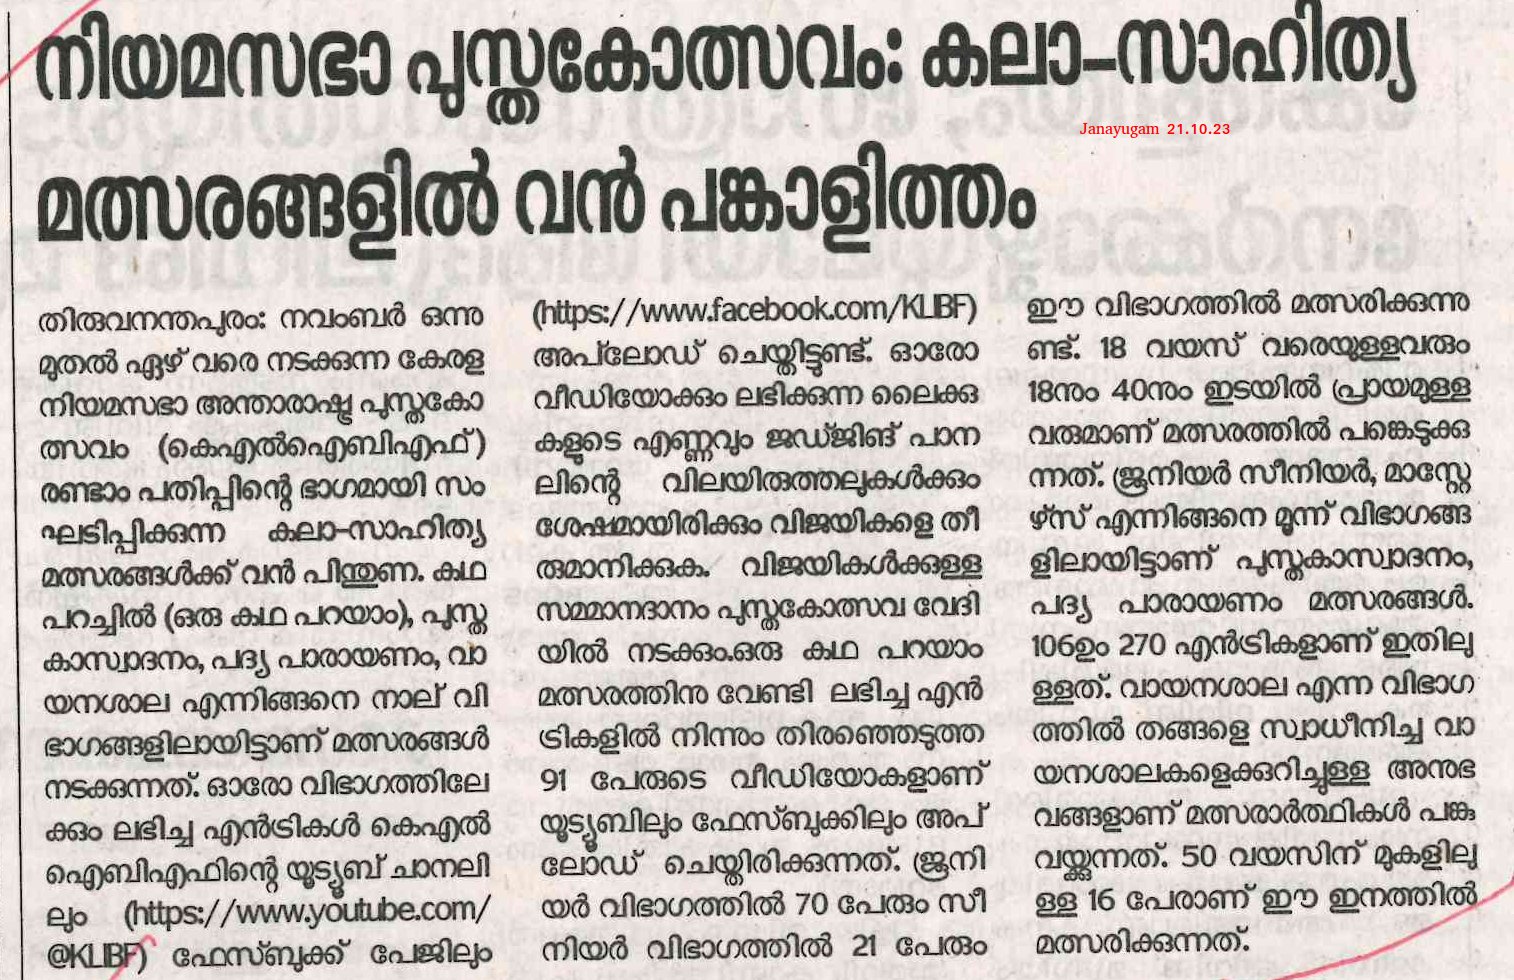 നിയമസഭാ പുസ്തകോത്സവം: കലാ-സാഹിത്യ
Janayugam 21.10.23
മത്സരങ്ങളിൽ വൻ പങ്കാളിത്തം
തിരുവനന്തപുരം: നവംബർ ഒന്നു
മുതൽ ഏഴ് വരെ നടക്കുന്ന കേരള
നിയമസഭാ അന്താരാഷ്ട്ര പുസ്തകോ
ത്സവം (കെഎൽഐബിഎഫ്)
രണ്ടാം പതിപ്പിന്റെ ഭാഗമായി സം
ഘടിപ്പിക്കുന്ന കലാ-സാഹിത്യ
മത്സരങ്ങൾക്ക് വൻ പിന്തുണ. കഥ
പറച്ചിൽ (ഒരു കഥ പറയാം), പുസ്ത
കാസ്വാദനം, പദ്യ പാരായണം, വാ
യനശാല എന്നിങ്ങനെ നാല് വി
ഭാഗങ്ങളിലായിട്ടാണ് മത്സരങ്ങൾ
നടക്കുന്നത്. ഓരോ വിഭാഗത്തിലേ
ക്കും ലഭിച്ച എൻട്രികൾ കെഎൽ
ഐബിഎഫിന്റെ യൂട്യൂബ് ചാനലി
ലും (https://www.youtube.com/
@KLIBF) ഫേസ്ബുക്ക് പേജിലും
(https://www.facebook.com/KLIBF)
അപ്‌ലോഡ് ചെയ്തിട്ടുണ്ട്. ഓരോ
വീഡിയോക്കും ലഭിക്കുന്ന ലൈക്കു
കളുടെ എണ്ണവും ജഡ്ജിങ് പാന
ലിന്റെ വിലയിരുത്തലുകൾക്കും
ശേഷമായിരിക്കും വിജയികളെ തീ
രുമാനിക്കുക. വിജയികൾക്കുള്ള
സമ്മാനദാനം പുസ്തകോത്സവ വേദി
യിൽ നടക്കും.ഒരു കഥ പറയാം
മത്സരത്തിനു വേണ്ടി ലഭിച്ച എൻ
ട്രികളിൽ നിന്നും തിരഞ്ഞെടുത്ത
91 പേരുടെ വീഡിയോകളാണ്
യൂട്യൂബിലും ഫേസ്ബുക്കിലും അപ്
ലോഡ് ചെയ്തിരിക്കുന്നത്. ജൂനി
യർ വിഭാഗത്തിൽ 70 പേരും സീ
നിയർ വിഭാഗത്തിൽ 21 പേരും
ഈ വിഭാഗത്തിൽ മത്സരിക്കുന്നു
ണ്ട്. 18 വയസ് വരെയുള്ളവരും
18നും 40നും ഇടയിൽ പ്രായമുള്ള
വരുമാണ് മത്സരത്തിൽ പങ്കെടുക്കു
ന്നത്. ജൂനിയർ സീനിയർ, മാസ്റ്റേ
ഴ്സ് എന്നിങ്ങനെ മൂന്ന് വിഭാഗങ്ങ
ളിലായിട്ടാണ് പുസ്തകാസ്വാദനം,
പദ്യ പാരായണം മത്സരങ്ങൾ.
106ഉം 270 എൻട്രികളാണ് ഇതിലു
ള്ളത്. വായനശാല എന്ന വിഭാഗ
ത്തിൽ തങ്ങളെ സ്വാധീനിച്ച വാ
യനശാലകളെക്കുറിച്ചുള്ള അനുഭ
വങ്ങളാണ് മത്സരാർത്ഥികൾ പങ്കു
വയ്ക്കുന്നത്. 50 വയസിന് മുകളിലു
ള്ള 16 പേരാണ് ഈ ഇനത്തിൽ
മത്സരിക്കുന്നത്.